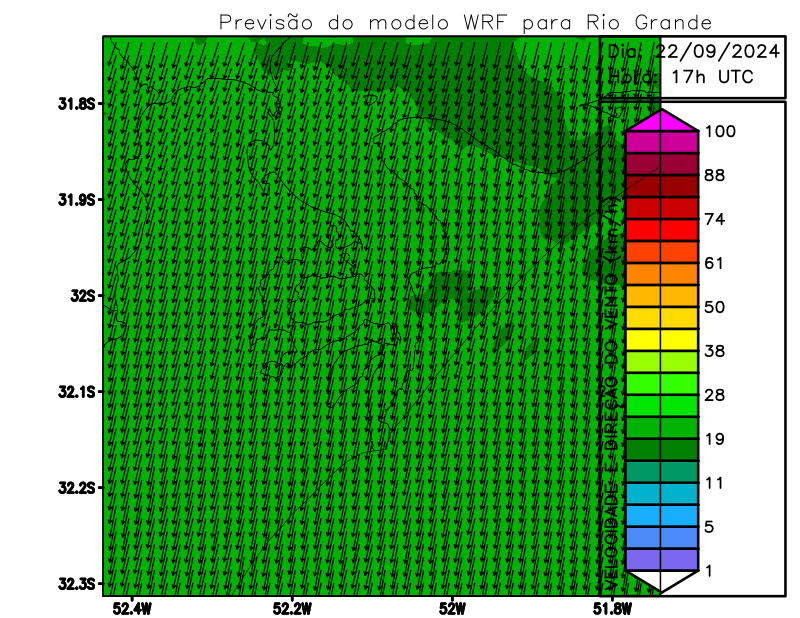 Previsão do modelo WRF para Rio Grande
Dia: 22/09/2024
Hora: 17h UTC
31.8S
31.9S
32S
32.1S
32.2S
32.3S
52.4W
52.2W
52W
51.8W
VELOCIDADE E DIREÇÃO DO VENTO (km/h)
100
88
74
61
50
38
28
19
11
5
1